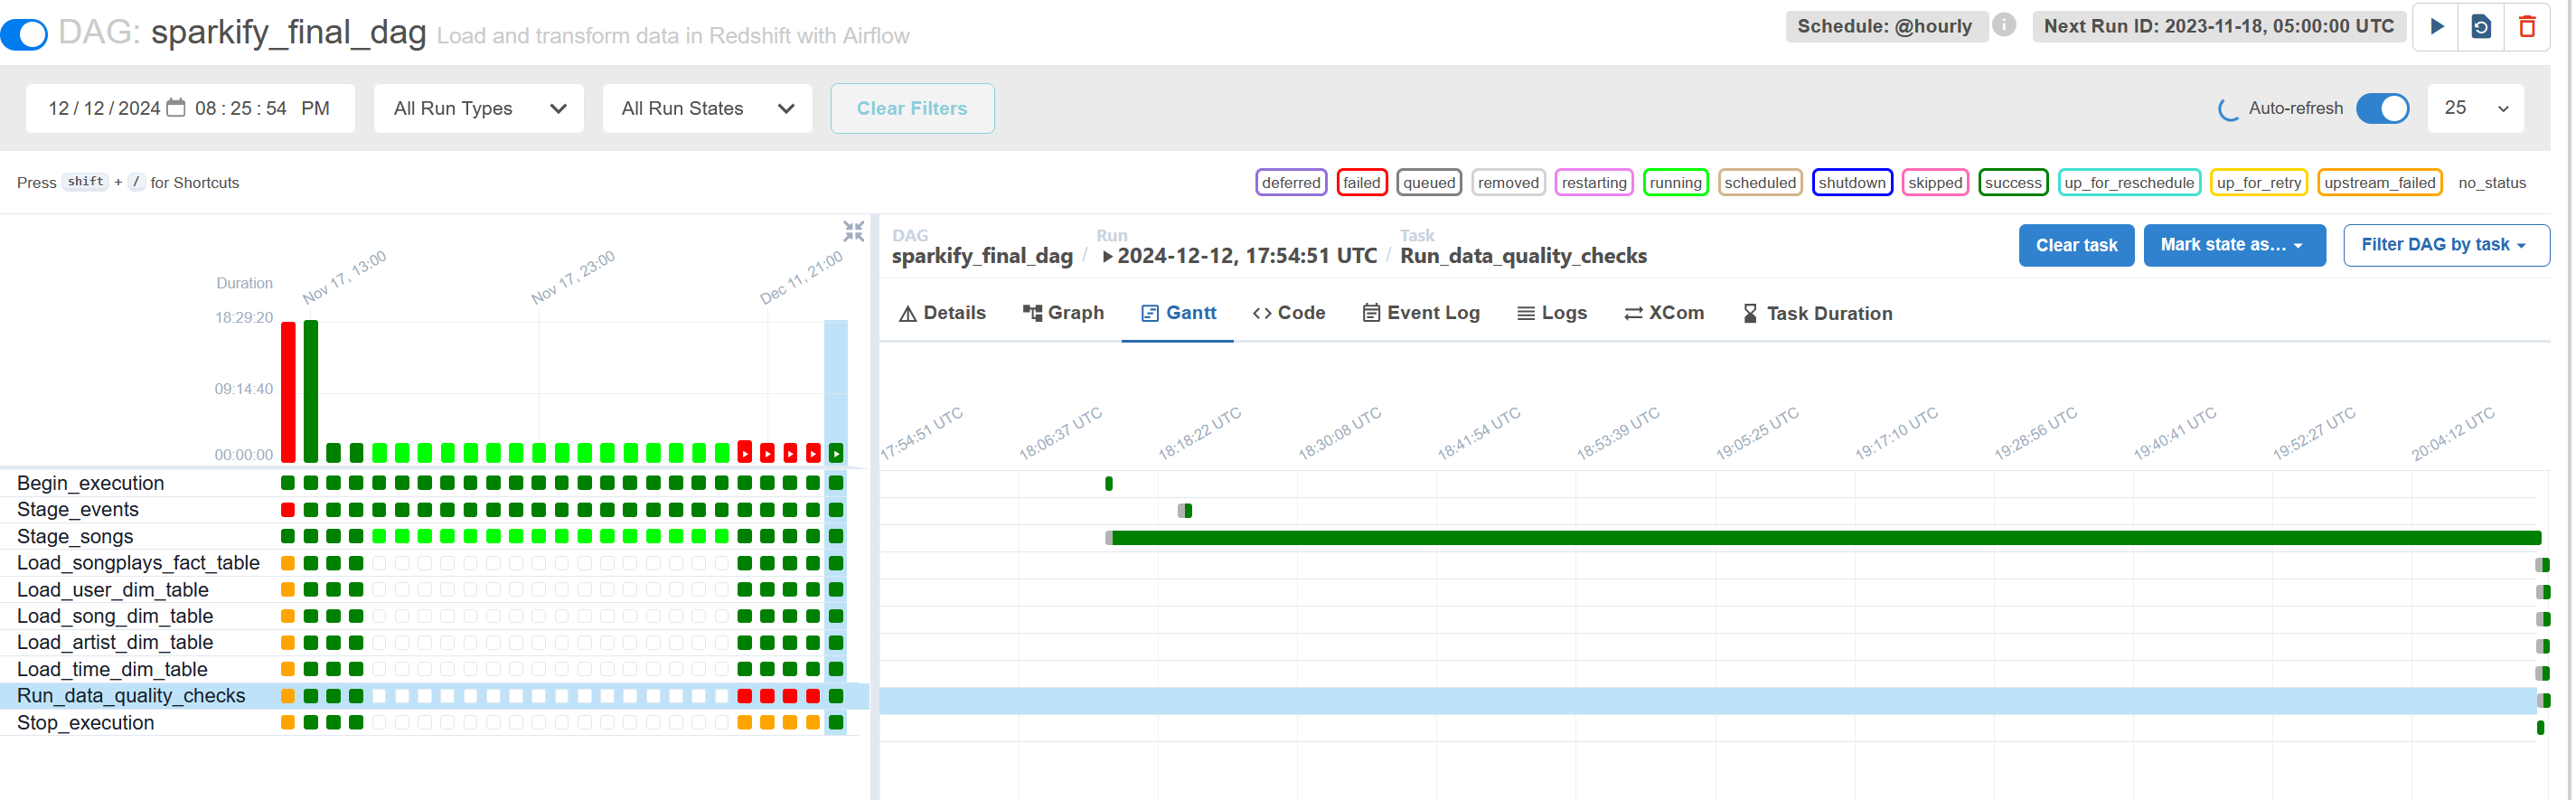 DAG: sparkify_final_dag Load and transform data in Redshift with Airflow
Schedule: @hourly
Next Run ID: 2023-11-18, 05:00:00 UTC
12 / 12 / 2024 08 : 25 : 54 PM
All Run Types
All Run States
Clear Filters
Auto-refresh
25
Press shift + / for Shortcuts
deferred failed queued removed restarting running scheduled shutdown skipped success up_for_reschedule up_for_retry upstream_failed no_status
Duration
18:29:20
09:14:40
00:00:00
Nov 17, 13:00
Nov 17, 23:00
Dec 11, 21:00
Begin_execution
Stage_events
Stage_songs
Load_songplays_fact_table
Load_user_dim_table
Load_song_dim_table
Load_artist_dim_table
Load_time_dim_table
Run_data_quality_checks
Stop_execution
DAG
sparkify_final_dag /
Run
2024-12-12, 17:54:51 UTC /
Task
Run_data_quality_checks
Clear task
Mark state as...
Filter DAG by task
Details
Graph
Gantt
Code
Event Log
Logs
XCom
Task Duration
17:54:51 UTC
18:06:37 UTC
18:18:22 UTC
18:30:08 UTC
18:41:54 UTC
18:53:39 UTC
19:05:25 UTC
19:17:10 UTC
19:28:56 UTC
19:40:41 UTC
19:52:27 UTC
20:04:12 UTC